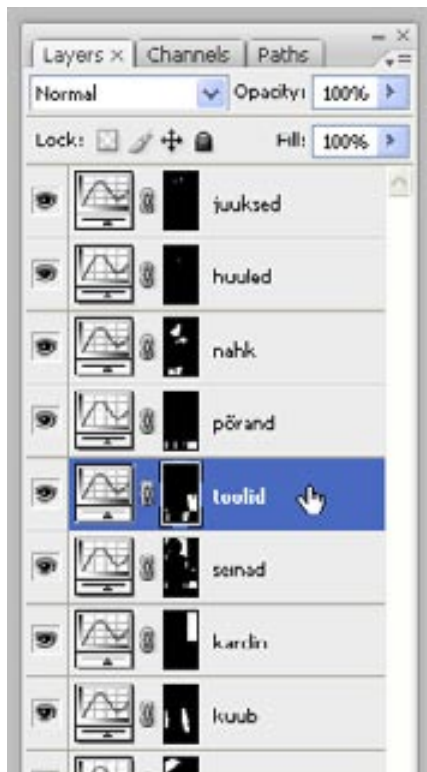 Layers × Channels Paths
Normal Opacity: 100%
Lock: Fill: 100%
juuksed
huuled
nahk
põrand
toolid
seinad
kardin
kuub